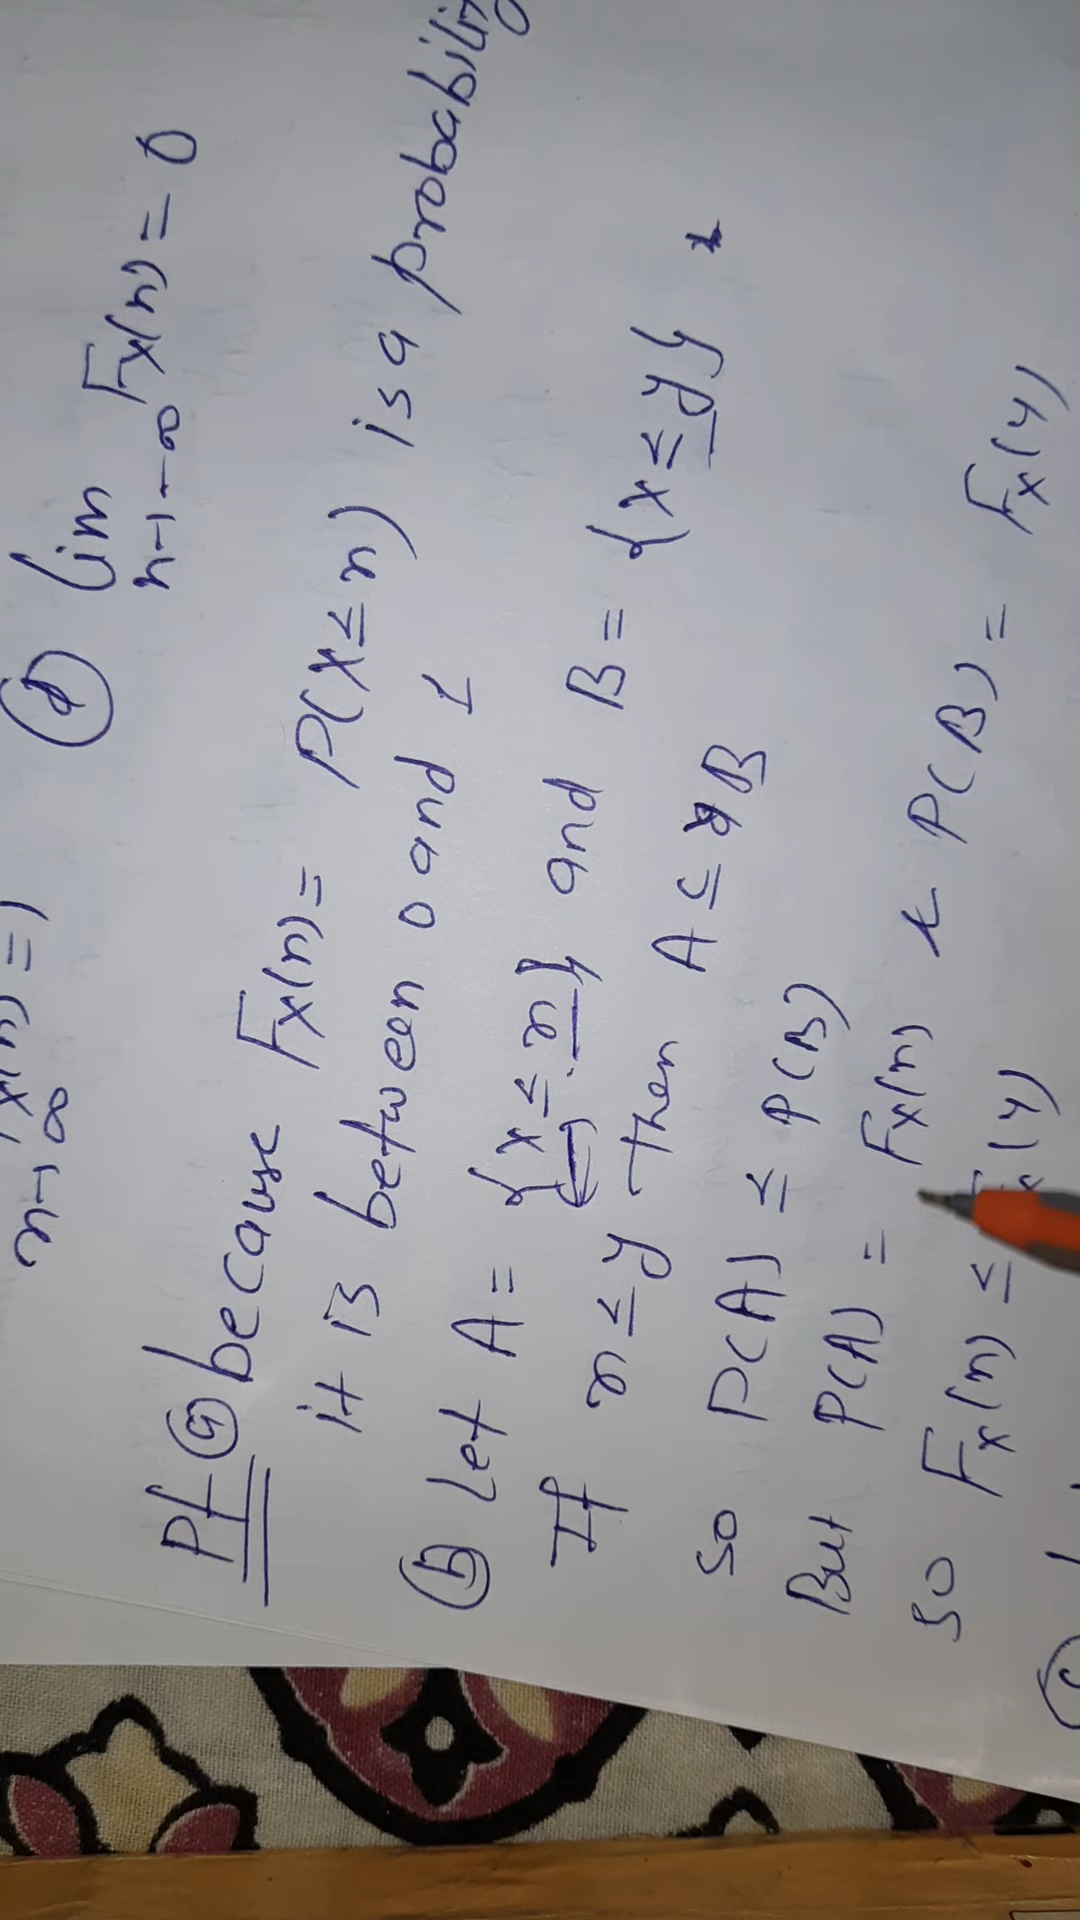 n→∞ x(n) = 1
(d) lim n→-∞ Fx(n) = 0
Pf (a) because Fx(n) = P(X ≤ n) is a probability
it is between 0 and 1
(b) Let A = {x ≤ n} and B = {x ≤ y}
If n ≤ y then A ⊆ B
so P(A) ≤ P(B)
But P(A) = Fx(n) & P(B) = Fx(y)
so Fx(n) ≤ Fx(y)
(c)